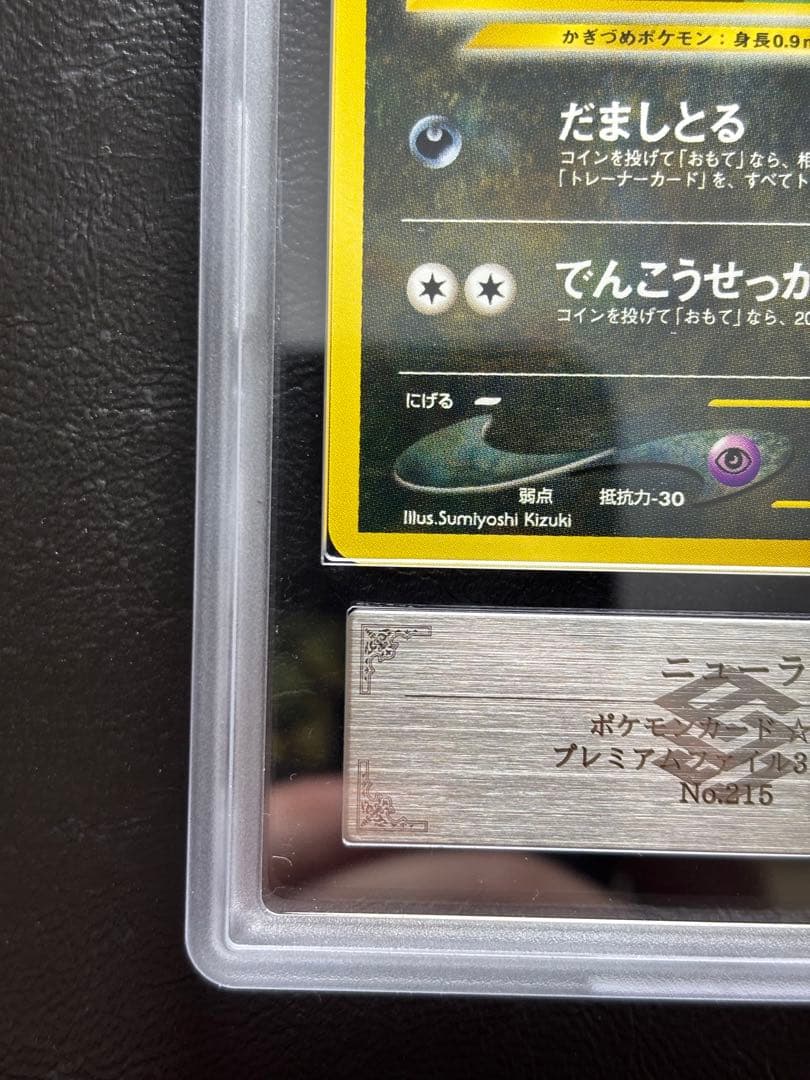 かぎづめポケモン：身長0.9m
だましとる
コインを投げて「おもて」なら、相
「トレーナーカード」を、すべてト
でんこうせっか
コインを投げて「おもて」なら、20
にげる
弱点 抵抗力-30
Illus.Sumiyoshi Kizuki
ニューラ
ポケモンカード☆
プレミアムファイル3
No.215